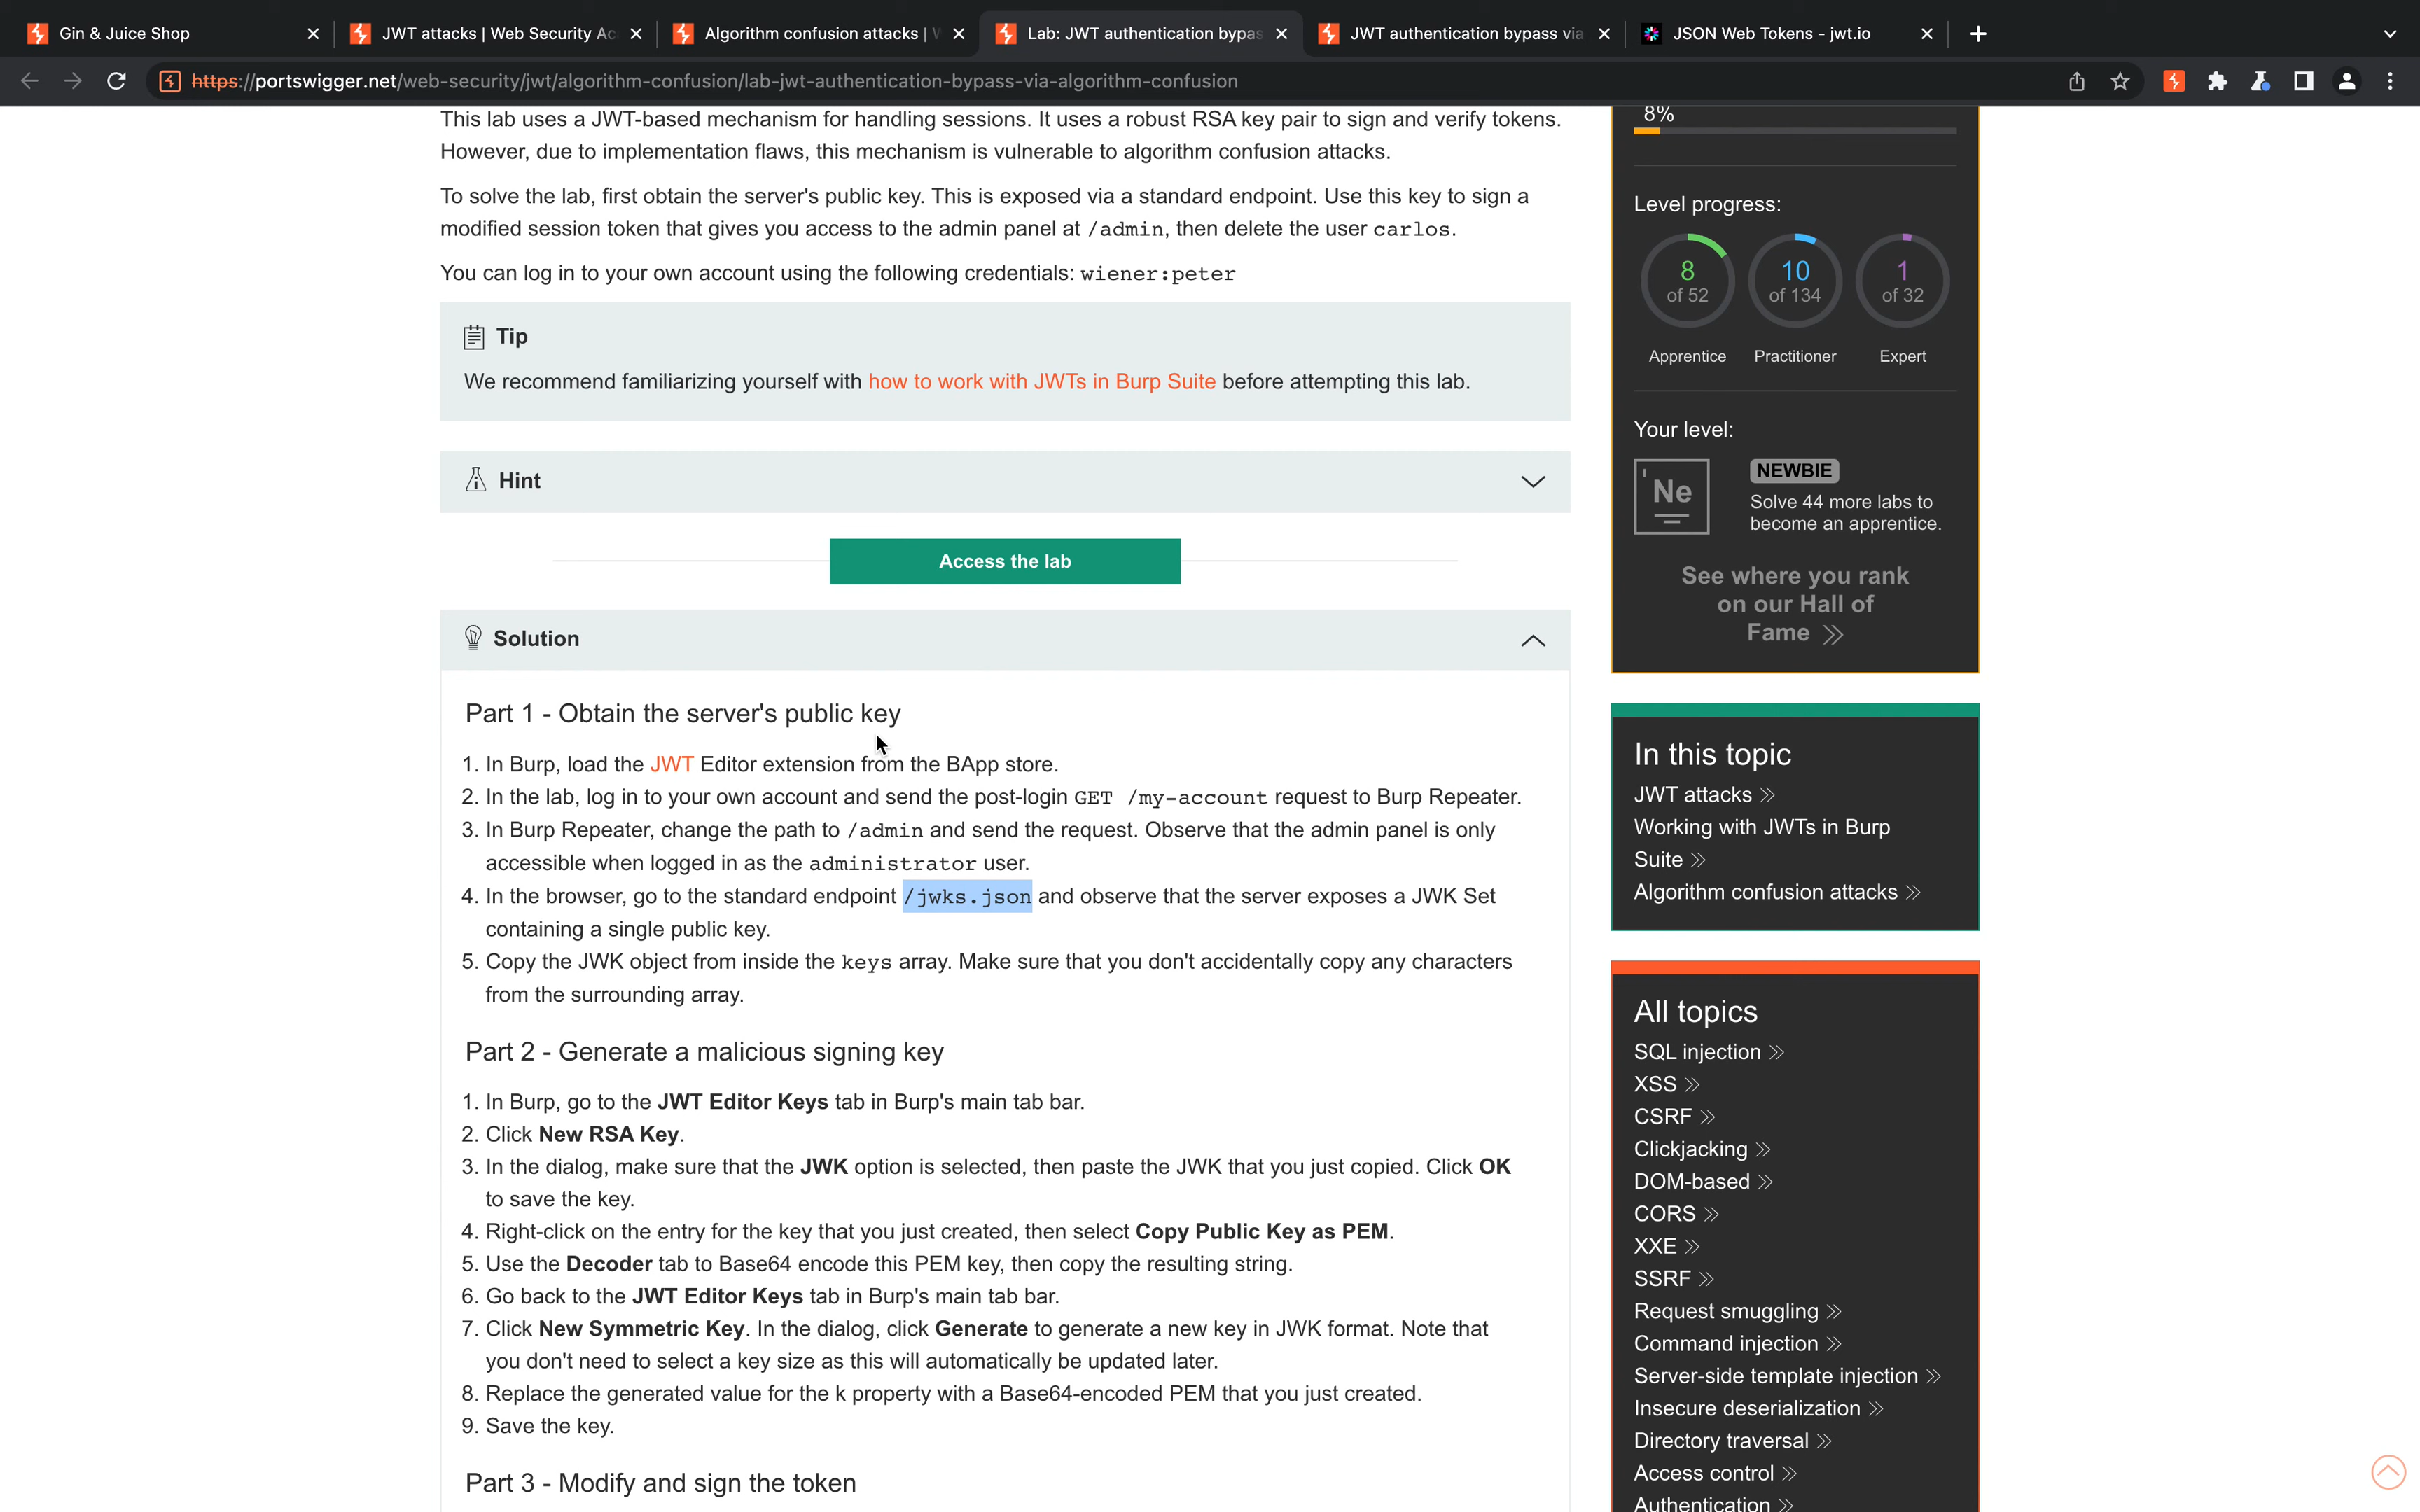 Gin & Juice Shop
JWT attacks | Web Security Ac
Algorithm confusion attacks | W
Lab: JWT authentication bypas
JWT authentication bypass via
JSON Web Tokens - jwt.io
https://portswigger.net/web-security/jwt/algorithm-confusion/lab-jwt-authentication-bypass-via-algorithm-confusion
This lab uses a JWT-based mechanism for handling sessions. It uses a robust RSA key pair to sign and verify tokens.
However, due to implementation flaws, this mechanism is vulnerable to algorithm confusion attacks.
To solve the lab, first obtain the server's public key. This is exposed via a standard endpoint. Use this key to sign a
modified session token that gives you access to the admin panel at /admin, then delete the user carlos.
You can log in to your own account using the following credentials: wiener:peter
Tip
We recommend familiarizing yourself with how to work with JWTs in Burp Suite before attempting this lab.
Hint
Access the lab
Solution
Part 1 - Obtain the server's public key
1. In Burp, load the JWT Editor extension from the BApp store.
2. In the lab, log in to your own account and send the post-login GET /my-account request to Burp Repeater.
3. In Burp Repeater, change the path to /admin and send the request. Observe that the admin panel is only
accessible when logged in as the administrator user.
4. In the browser, go to the standard endpoint /jwks.json and observe that the server exposes a JWK Set
containing a single public key.
5. Copy the JWK object from inside the keys array. Make sure that you don't accidentally copy any characters
from the surrounding array.
Part 2 - Generate a malicious signing key
1. In Burp, go to the JWT Editor Keys tab in Burp's main tab bar.
2. Click New RSA Key.
3. In the dialog, make sure that the JWK option is selected, then paste the JWK that you just copied. Click OK
to save the key.
4. Right-click on the entry for the key that you just created, then select Copy Public Key as PEM.
5. Use the Decoder tab to Base64 encode this PEM key, then copy the resulting string.
6. Go back to the JWT Editor Keys tab in Burp's main tab bar.
7. Click New Symmetric Key. In the dialog, click Generate to generate a new key in JWK format. Note that
you don't need to select a key size as this will automatically be updated later.
8. Replace the generated value for the k property with a Base64-encoded PEM that you just created.
9. Save the key.
Part 3 - Modify and sign the token
8%
Level progress:
8
of 52
10
of 134
1
of 32
Apprentice
Practitioner
Expert
Your level:
Ne
NEWBIE
Solve 44 more labs to
become an apprentice.
See where you rank
on our Hall of
Fame
In this topic
JWT attacks
Working with JWTs in Burp
Suite
Algorithm confusion attacks
All topics
SQL injection
XSS
CSRF
Clickjacking
DOM-based
CORS
XXE
SSRF
Request smuggling
Command injection
Server-side template injection
Insecure deserialization
Directory traversal
Access control
Authentication